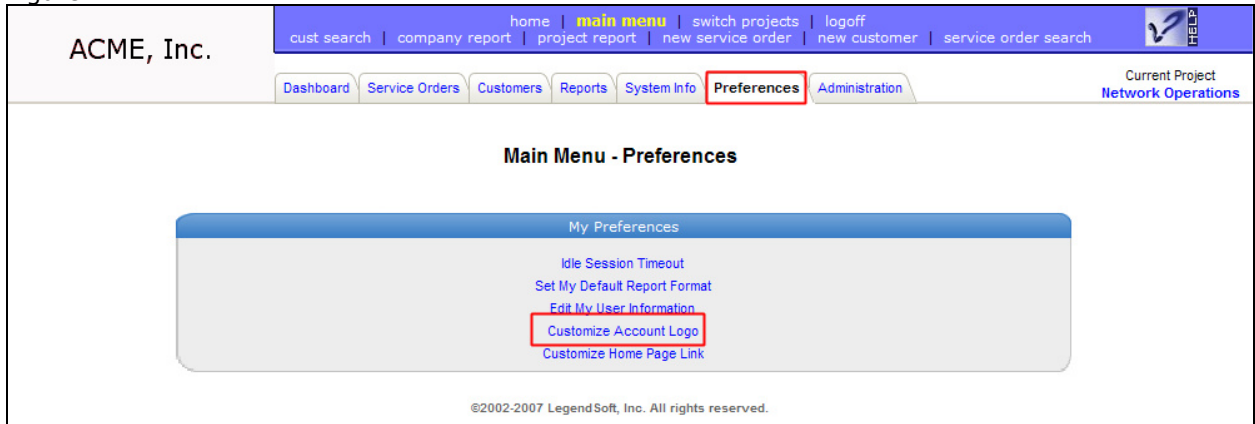 ACME, Inc.
home | main menu | switch projects | logoff
cust search | company report | project report | new service order | new customer | service order search
HELP
Dashboard Service Orders Customers Reports System Info Preferences Administration
Current Project
Network Operations
Main Menu - Preferences
My Preferences
Idle Session Timeout
Set My Default Report Format
Edit My User Information
Customize Account Logo
Customize Home Page Link
©2002-2007 LegendSoft, Inc. All rights reserved.